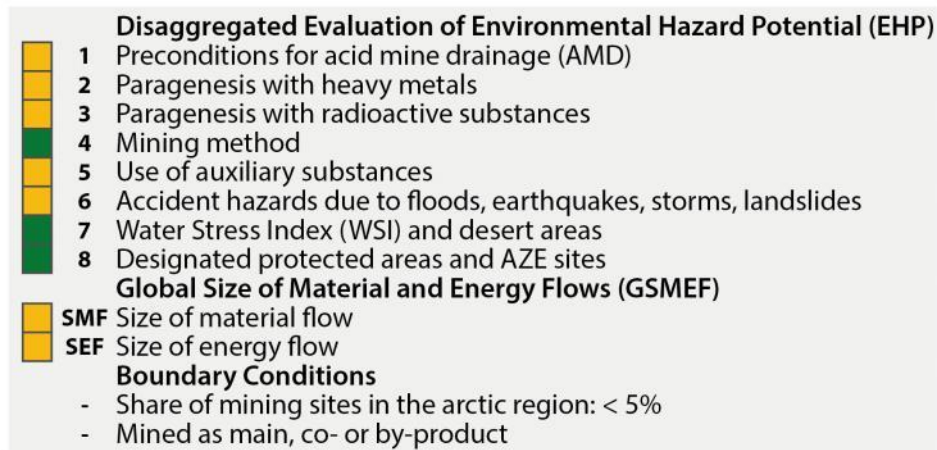 Disaggregated Evaluation of Environmental Hazard Potential (EHP)
1 Preconditions for acid mine drainage (AMD)
2 Paragenesis with heavy metals
3 Paragenesis with radioactive substances
4 Mining method
5 Use of auxiliary substances
6 Accident hazards due to floods, earthquakes, storms, landslides
7 Water Stress Index (WSI) and desert areas
8 Designated protected areas and AZE sites
Global Size of Material and Energy Flows (GSMEF)
SMF Size of material flow
SEF Size of energy flow
Boundary Conditions
- Share of mining sites in the arctic region: < 5%
- Mined as main, co- or by-product